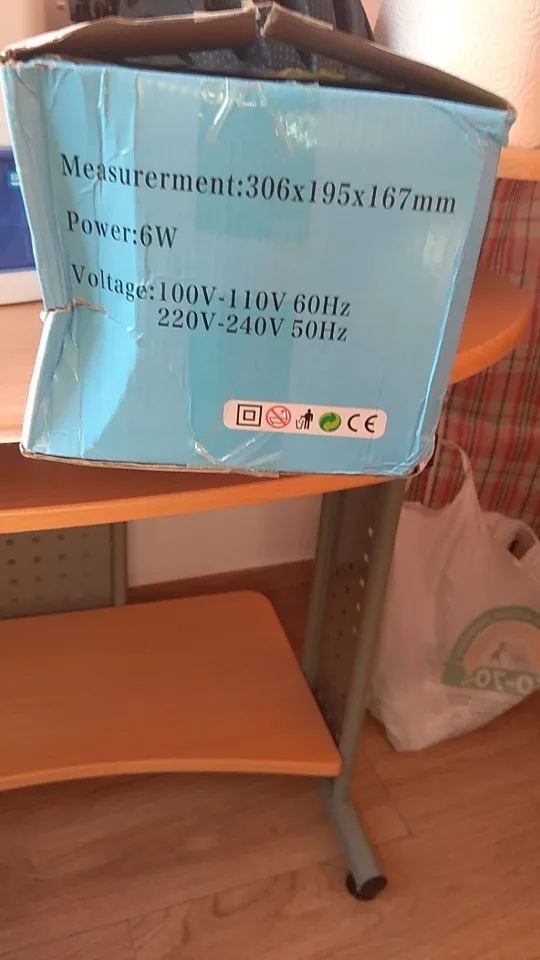 Measurerment:306x195x167mm
Power:6W
Voltage:100V-110V 60Hz
220V-240V 50Hz
CE